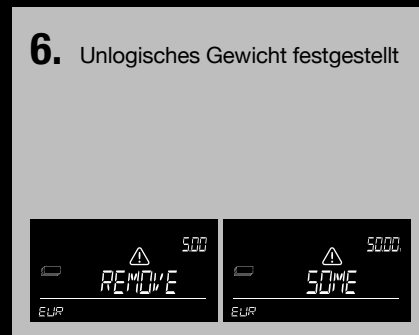 6. Unlogisches Gewicht festgestellt
5.00
REMOVE
EUR
50.00.
SOME
EUR